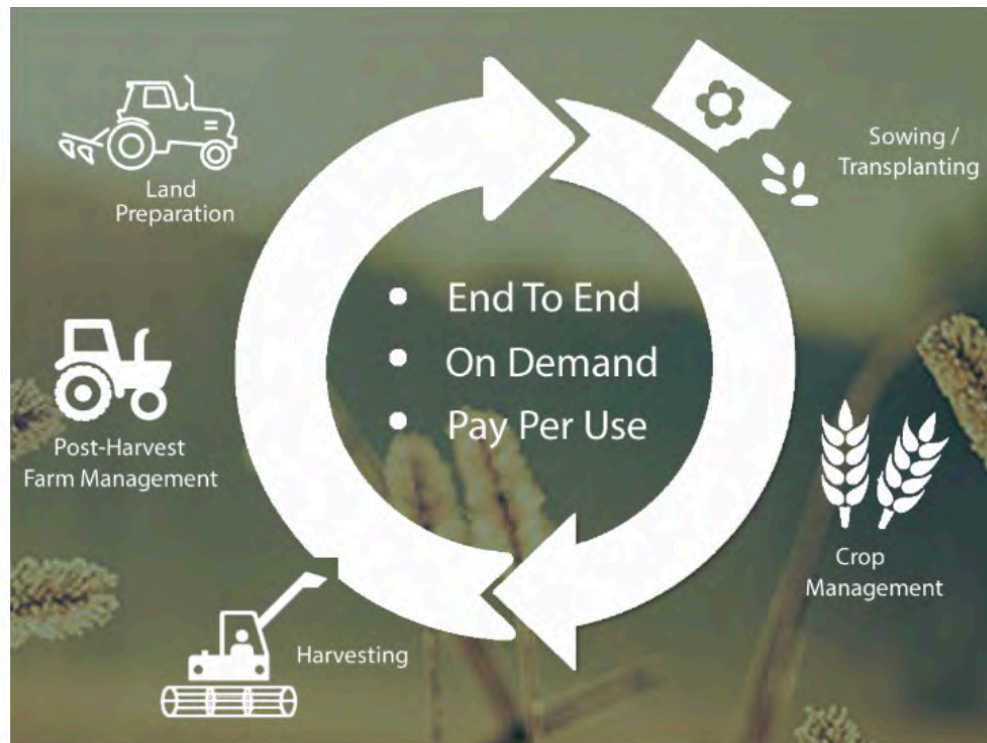 Land
Preparation
Sowing /
Transplanting
• End To End
• On Demand
• Pay Per Use
Post-Harvest
Farm Management
Crop
Management
Harvesting